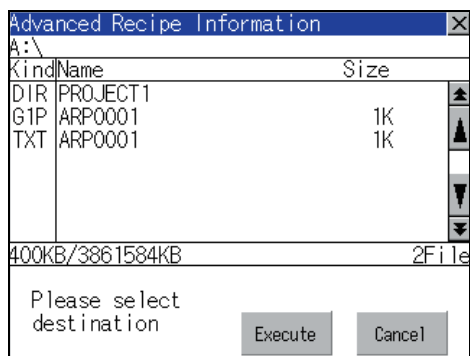 Advanced Recipe Information
A:\
Kind Name Size
DIR PROJECT1
G1P ARP0001 1K
TXT ARP0001 1K
400KB/3861584KB 2File
Please select
destination
Execute Cancel